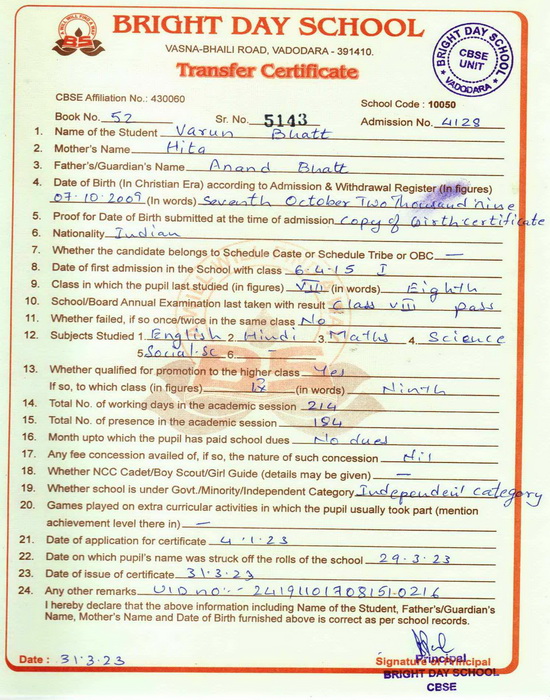 BRIGHT DAY SCHOOL
VASNA-BHAILI ROAD, VADODARA - 391410.
Transfer Certificate
BRIGHT DAY SCHOOL
CBSE
UNIT
VADODARA
CBSE Affiliation No.: 430060
School Code : 10050
Book No. 52 Sr. No. 5143 Admission No. 4128
1. Name of the Student Varun Bhatt
2. Mother's Name Hita
3. Father's/Guardian's Name Anand Bhatt
4. Date of Birth (In Christian Era) according to Admission & Withdrawal Register (In figures)
07.10.2009 (In words) Seventh October Two Thousand nine
5. Proof for Date of Birth submitted at the time of admission Copy of Birth certificate
6. Nationality Indian
7. Whether the candidate belongs to Schedule Caste or Schedule Tribe or OBC —
8. Date of first admission in the School with class 6-4-15 I
9. Class in which the pupil last studied (in figures) VIII (in words) Eighth
10. School/Board Annual Examination last taken with result Class VIII pass
11. Whether failed, if so once/twice in the same class No
12. Subjects Studied 1. English 2. Hindi 3. Maths 4. Science
5. Social.Sc 6. —
13. Whether qualified for promotion to the higher class Yes
If so, to which class (in figures) IX (in words) Ninth
14. Total No. of working days in the academic session 214
15. Total No. of presence in the academic session 184
16. Month upto which the pupil has paid school dues No dues
17. Any fee concession availed of, if so, the nature of such concession Nil
18. Whether NCC Cadet/Boy Scout/Girl Guide (details may be given) —
19. Whether school is under Govt./Minority/Independent Category Independent category
20. Games played on extra curricular activities in which the pupil usually took part (mention
achievement level there in) —
21. Date of application for certificate 4.1.23
22. Date on which pupil's name was struck off the rolls of the school 29.3.23
23. Date of issue of certificate 31.3.23
24. Any other remarks UID no:- 24191101708151-0216
I hereby declare that the above information including Name of the Student, Father's/Guardian's
Name, Mother's Name and Date of Birth furnished above is correct as per school records.
Date : 31.3.23
Signature of Principal
Principal
BRIGHT DAY SCHOOL
CBSE